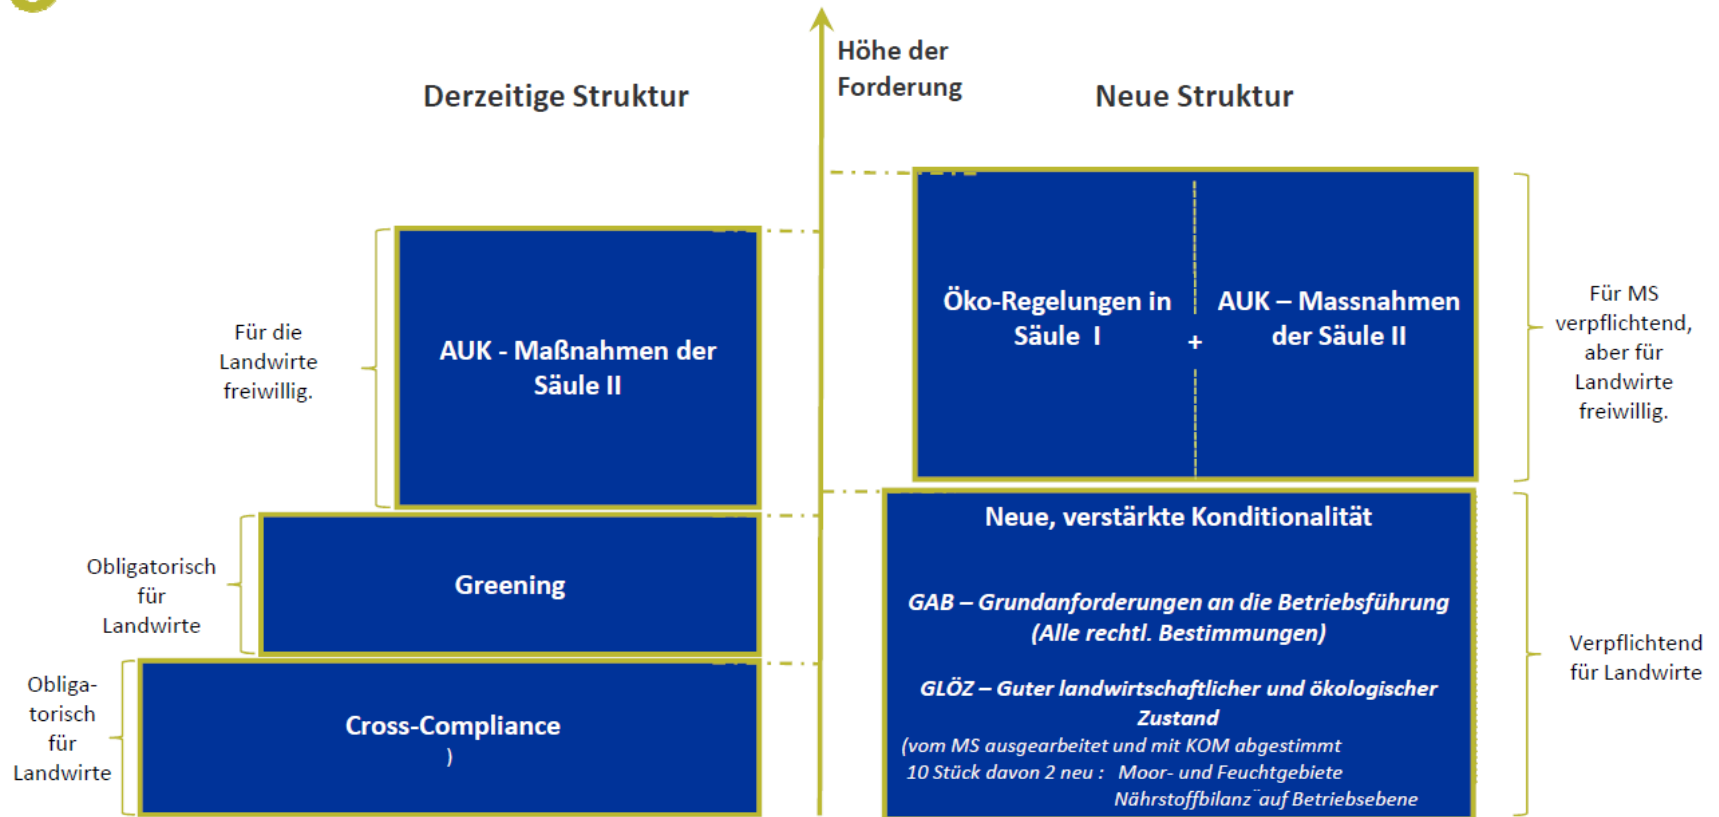 Höhe der
Forderung
Derzeitige Struktur
Neue Struktur
Für die
Landwirte
freiwillig.
AUK - Maßnahmen der
Säule II
Obligatorisch
für
Landwirte
Greening
Obliga-
torisch
für
Landwirte
Cross-Compliance
)
Öko-Regelungen in
Säule I
+
AUK – Massnahmen
der Säule II
Für MS
verpflichtend,
aber für
Landwirte
freiwillig.
Neue, verstärkte Konditionalität
GAB – Grundanforderungen an die Betriebsführung
(Alle rechtl. Bestimmungen)
GLÖZ – Guter landwirtschaftlicher und ökologischer
Zustand
(vom MS ausgearbeitet und mit KOM abgestimmt
10 Stück davon 2 neu : Moor- und Feuchtgebiete
Nährstoffbilanz¨auf Betriebsebene
Verpflichtend
für Landwirte